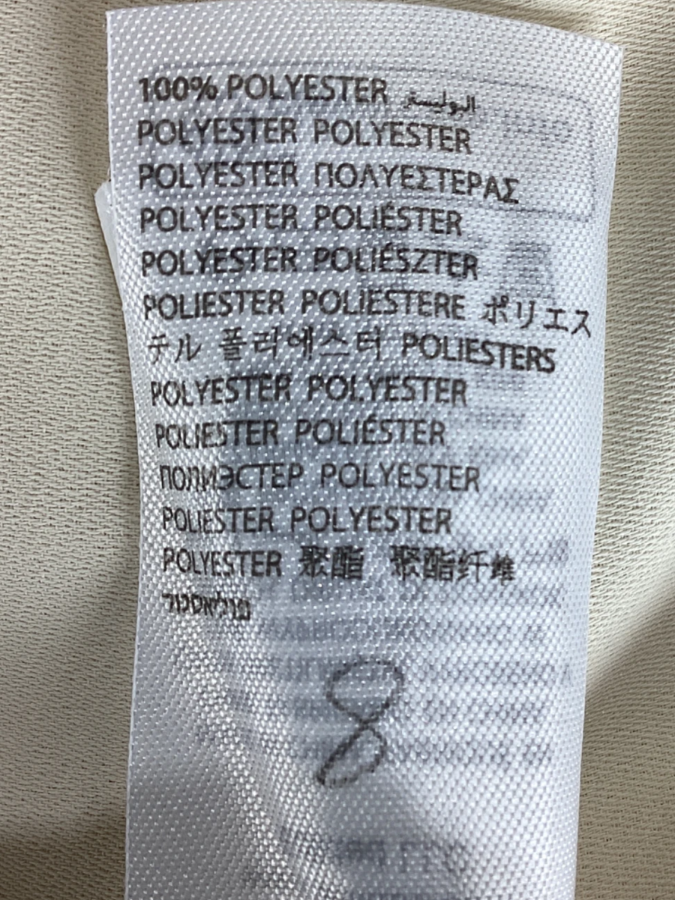 100% POLYESTER البوليستر
POLYESTER POLYESTER
POLYESTER ΠΟΛΥΕΣΤΕΡΑΣ
POLYESTER POLIÉSTER
POLYESTER POLIÉSZTER
POLIESTER POLIESTERE ポリエス
テル 폴리에스터 POLIESTERS
POLYESTER POLYESTER
POLIESTER POLIÉSTER
ПОЛИЭСТЕР POLYESTER
POLIESTER POLYESTER
POLYESTER 聚酯 聚酯纤维
פוליאסטר
8